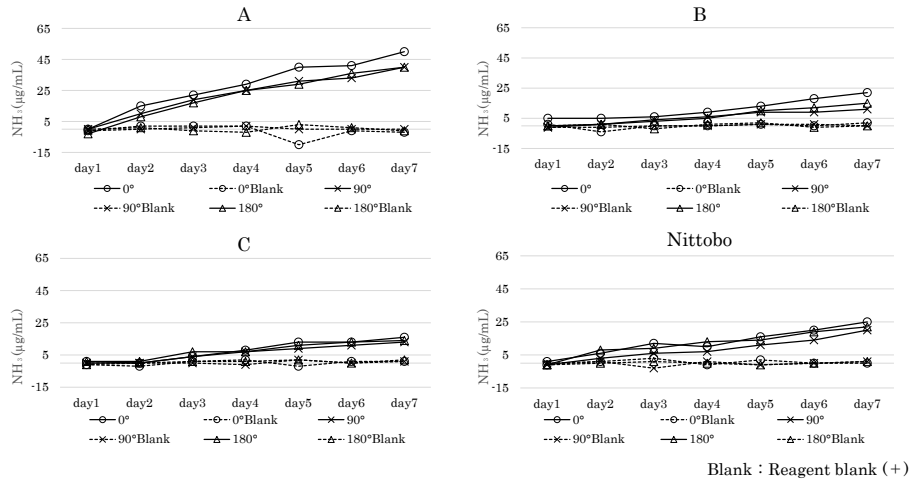 A
NH₃(µg/mL)
65
45
25
5
-15
day1 day2 day3 day4 day5 day6 day7
0° 0°Blank 90°
90°Blank 180° 180°Blank
B
NH₃(µg/mL)
65
45
25
5
-15
day1 day2 day3 day4 day5 day6 day7
0° 0°Blank 90°
90°Blank 180° 180°Blank
C
NH₃(µg/mL)
65
45
25
5
-15
day1 day2 day3 day4 day5 day6 day7
0° 0°Blank 90°
90°Blank 180° 180°Blank
Nittobo
NH₃(µg/mL)
65
45
25
5
-15
day1 day2 day3 day4 day5 day6 day7
0° 0°Blank 90°
90°Blank 180° 180°Blank
Blank：Reagent blank (+)